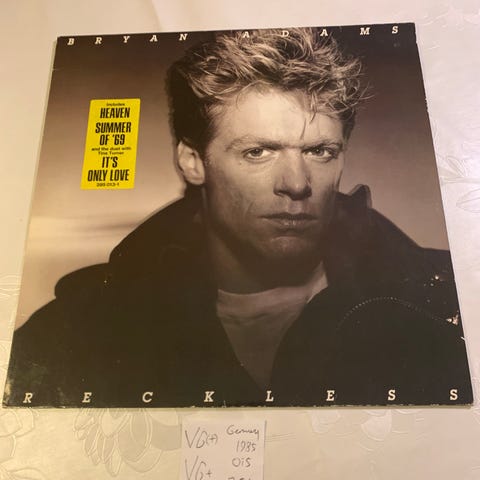 BRYAN ADAMS
Includes
HEAVEN
SUMMER
OF '69
and the duet with
Tina Turner
IT'S
ONLY LOVE
RECKLESS
VG(+) Germany
1985
VG+ OIS